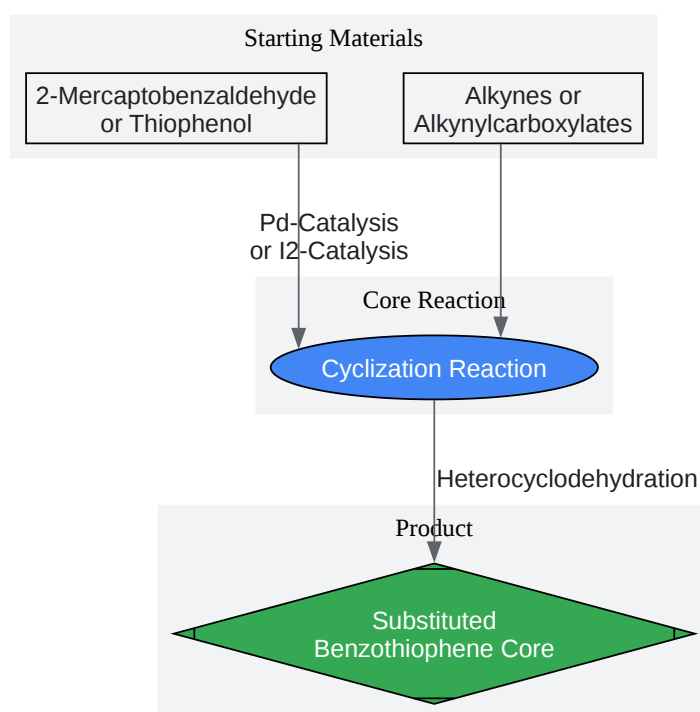 Starting Materials
2-Mercaptobenzaldehyde
or Thiophenol
Alkynes or
Alkynylcarboxylates
Pd-Catalysis
or I2-Catalysis
Core Reaction
Cyclization Reaction
Heterocyclodehydration
Product
Substituted
Benzothiophene Core